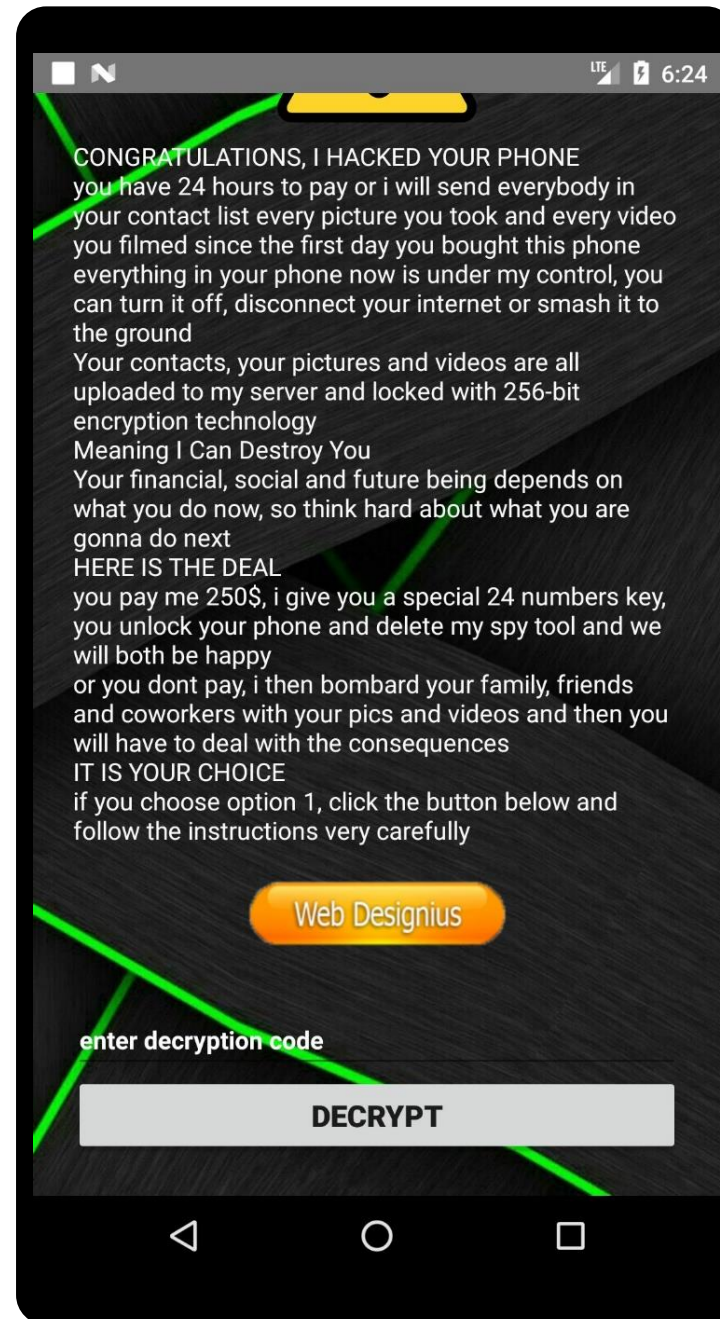 LTE 6:24
CONGRATULATIONS, I HACKED YOUR PHONE
you have 24 hours to pay or i will send everybody in
your contact list every picture you took and every video
you filmed since the first day you bought this phone
everything in your phone now is under my control, you
can turn it off, disconnect your internet or smash it to
the ground
Your contacts, your pictures and videos are all
uploaded to my server and locked with 256-bit
encryption technology
Meaning I Can Destroy You
Your financial, social and future being depends on
what you do now, so think hard about what you are
gonna do next
HERE IS THE DEAL
you pay me 250$, i give you a special 24 numbers key,
you unlock your phone and delete my spy tool and we
will both be happy
or you dont pay, i then bombard your family, friends
and coworkers with your pics and videos and then you
will have to deal with the consequences
IT IS YOUR CHOICE
if you choose option 1, click the button below and
follow the instructions very carefully
Web Designius
enter decryption code
DECRYPT